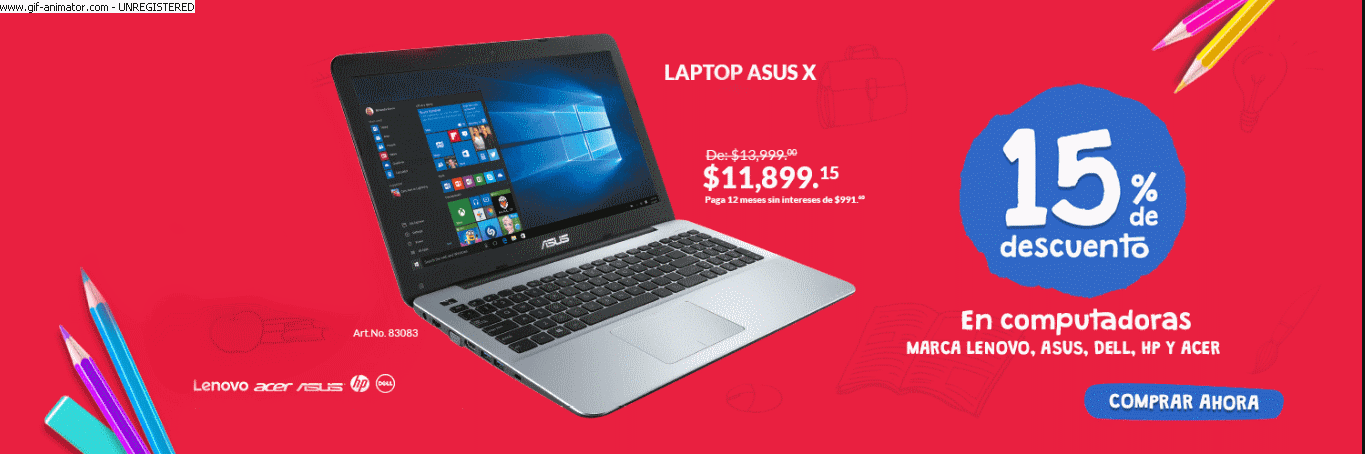 www.gif-animator.com - UNREGISTERED
LAPTOP ASUS X
De: $13,999.00
$11,899.15
Paga 12 meses sin intereses de $991.60
15%
de
descuento
En computadoras
MARCA LENOVO, ASUS, DELL, HP Y ACER
COMPRAR AHORA
ASUS
Art.No. 83083
Lenovo acer ASUS hp DELL